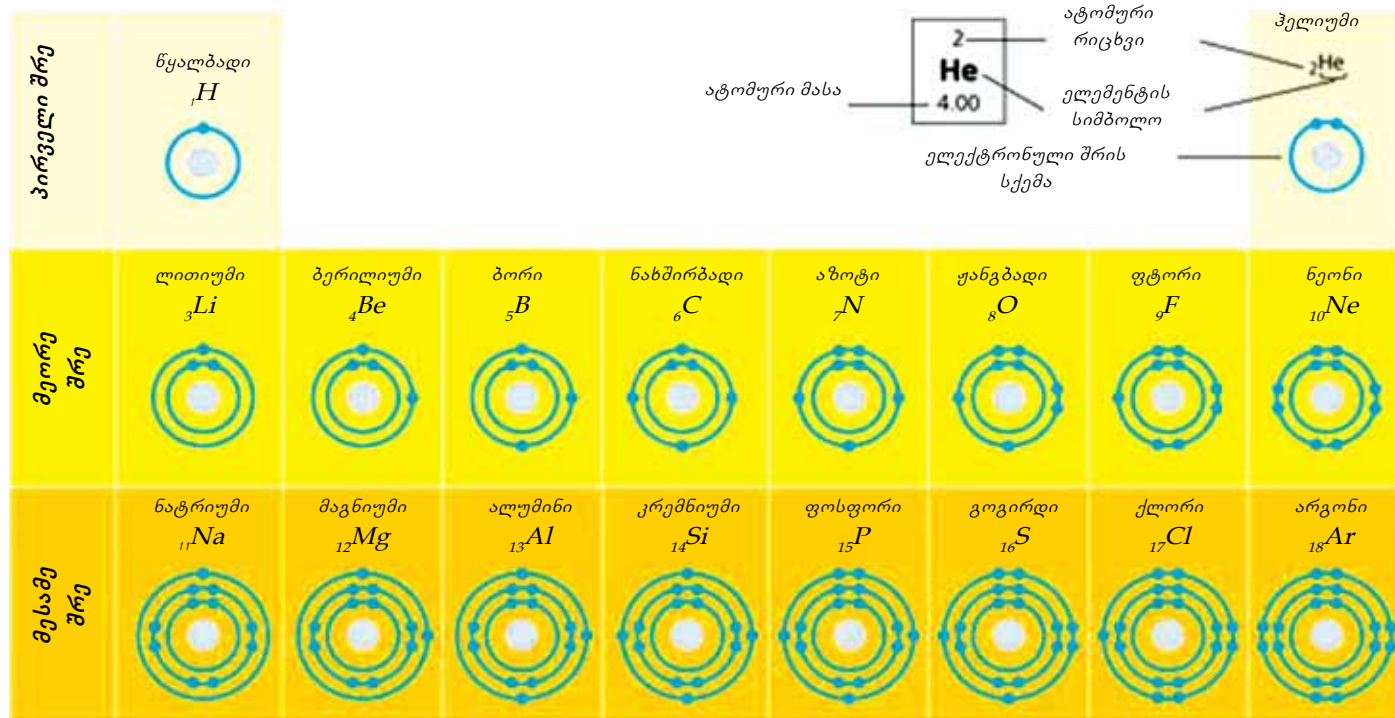 პირველი შრე
წყალბადი
₁H
2
He
4.00
ატომური მასა
ატომური
რიცხვი
ელემენტის
სიმბოლო
ელექტრონული შრის
სქემა
ჰელიუმი
₂He
მეორე
შრე
ლითიუმი
₃Li
ბერილიუმი
₄Be
ბორი
₅B
ნახშირბადი
₆C
აზოტი
₇N
ჟანგბადი
₈O
ფტორი
₉F
ნეონი
₁₀Ne
მესამე
შრე
ნატრიუმი
₁₁Na
მაგნიუმი
₁₂Mg
ალუმინი
₁₃Al
კრემნიუმი
₁₄Si
ფოსფორი
₁₅P
გოგირდი
₁₆S
ქლორი
₁₇Cl
არგონი
₁₈Ar